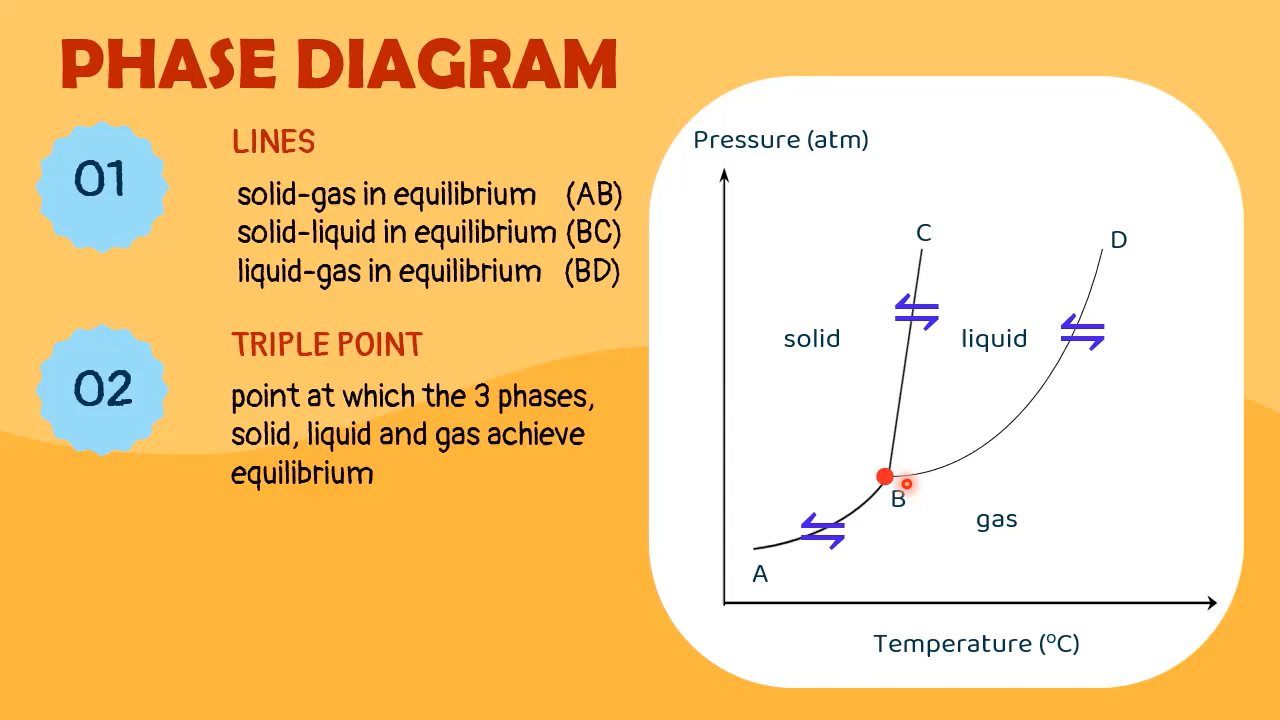 PHASE DIAGRAM
01
LINES
solid-gas in equilibrium (AB)
solid-liquid in equilibrium (BC)
liquid-gas in equilibrium (BD)
02
TRIPLE POINT
point at which the 3 phases,
solid, liquid and gas achieve
equilibrium
Pressure (atm)
C
D
solid
liquid
B
gas
A
Temperature (ºC)